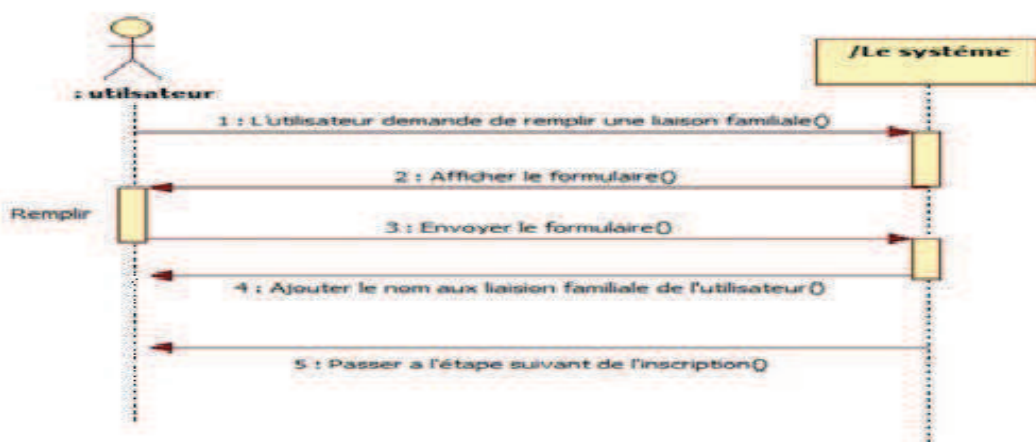 /Le systéme
: utilsateur
1 : L'utilisateur demande de remplir une liaison familiale()
2 : Afficher le formulaire()
Remplir
3 : Envoyer le formulaire()
4 : Ajouter le nom aux liaision familiale de l'utilisateur()
5 : Passer a l'étape suivant de l'inscription()